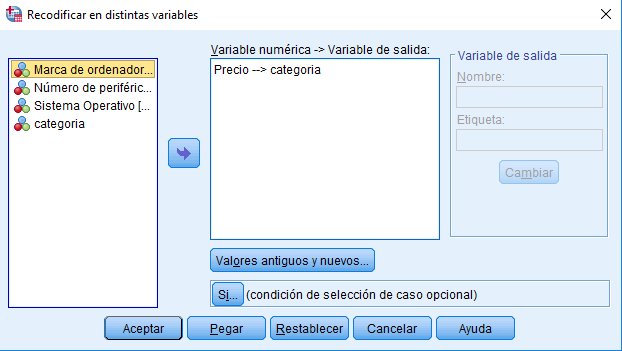 Recodificar en distintas variables
Variable numérica -> Variable de salida:
Marca de ordenador...
Número de periféric...
Sistema Operativo [...
categoria
Precio --> categoria
Variable de salida
Nombre:
Etiqueta:
Cambiar
Valores antiguos y nuevos...
Si... (condición de selección de caso opcional)
Aceptar Pegar Restablecer Cancelar Ayuda